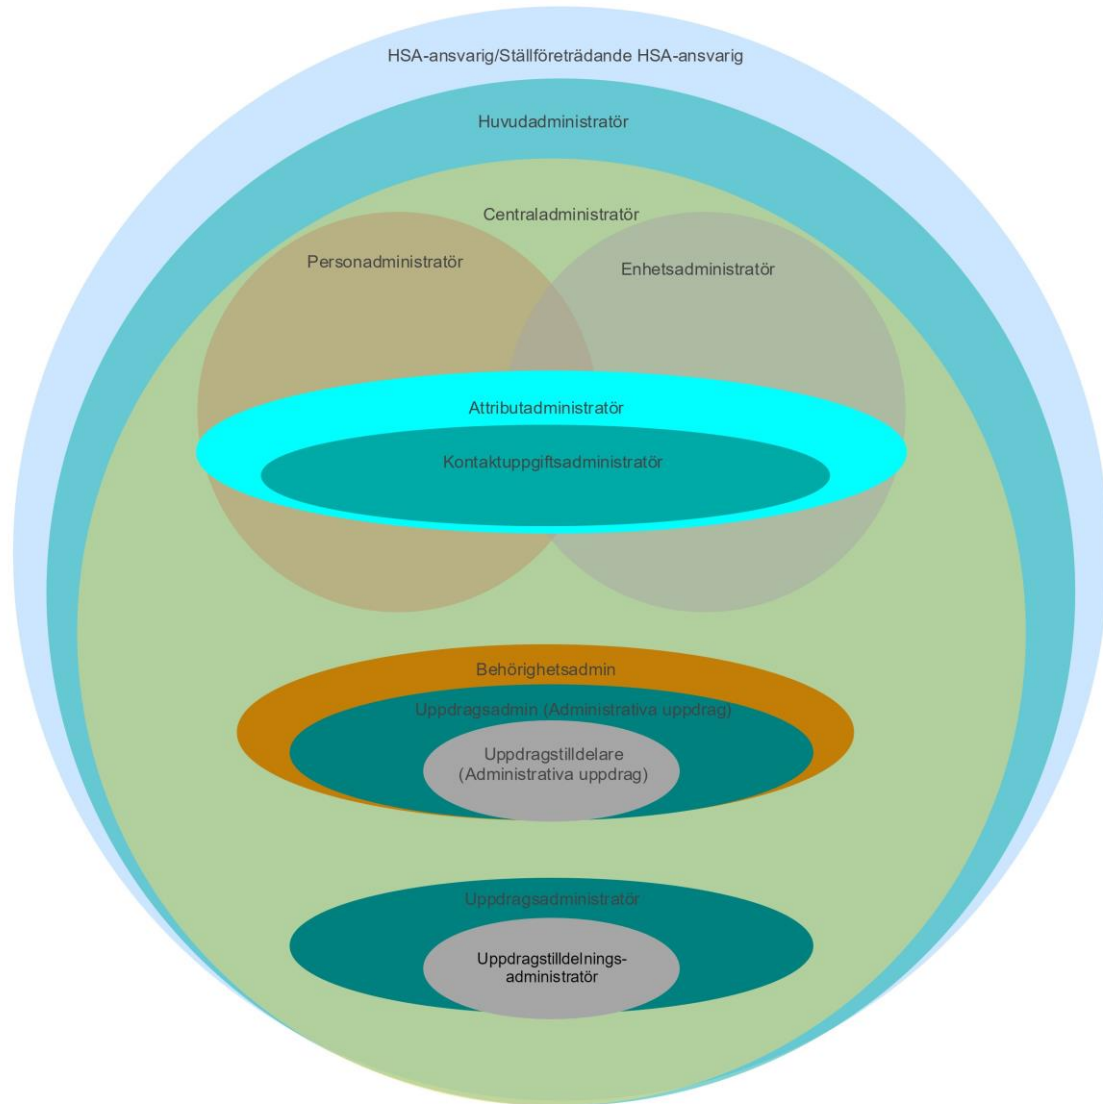 HSA-ansvarig/Ställföreträdande HSA-ansvarig
Huvudadministratör
Centraladministratör
Personadministratör
Enhetsadministratör
Attributadministratör
Kontaktuppgiftsadministratör
Behörighetsadmin
Uppdragsadmin (Administrativa uppdrag)
Uppdragstilldelare
(Administrativa uppdrag)
Uppdragsadministratör
Uppdragstilldelnings-
administratör